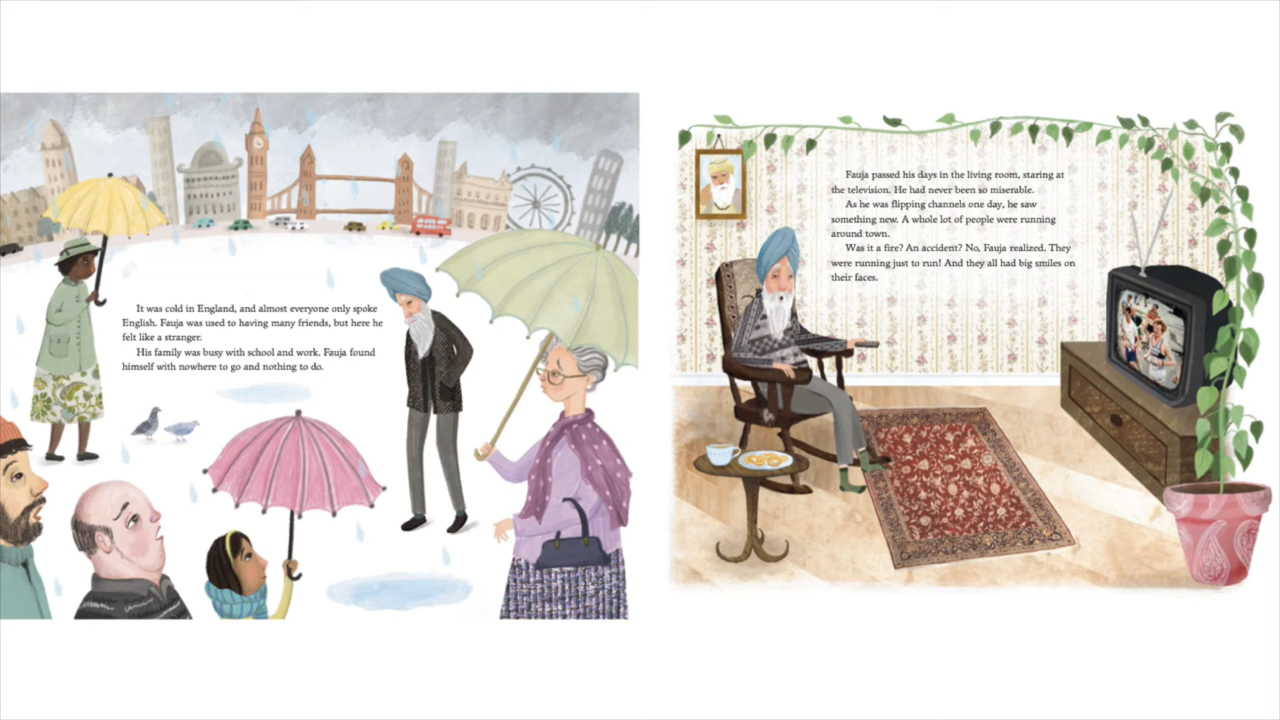 It was cold in England, and almost everyone only spoke
English. Fauja was used to having many friends, but here he
felt like a stranger.
His family was busy with school and work. Fauja found
himself with nowhere to go and nothing to do.
Fauja passed his days in the living room, staring at
the television. He had never been so miserable.
As he was flipping channels one day, he saw
something new. A whole lot of people were running
around town.
Was it a fire? An accident? No, Fauja realized. They
were running just to run! And they all had big smiles on
their faces.